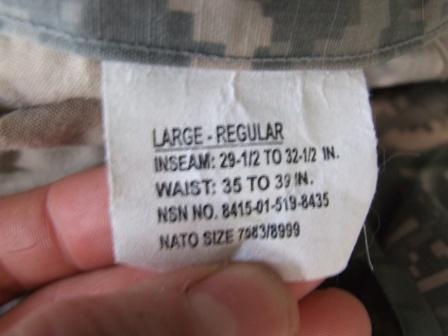 LARGE - REGULAR
INSEAM: 29-1/2 TO 32-1/2 IN.
WAIST: 35 TO 39 IN.
NSN NO. 8415-01-519-8435
NATO SIZE 7983/8999